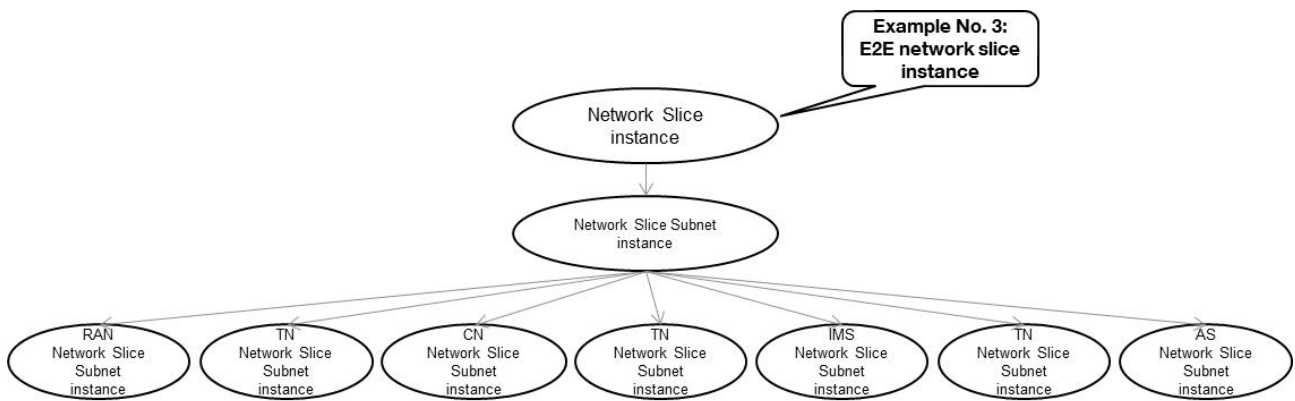 Example No. 3:
E2E network slice
instance
Network Slice
instance
Network Slice Subnet
instance
RAN
Network Slice
Subnet
instance
TN
Network Slice
Subnet
instance
CN
Network Slice
Subnet
instance
TN
Network Slice
Subnet
instance
IMS
Network Slice
Subnet
instance
TN
Network Slice
Subnet
instance
AS
Network Slice
Subnet
instance